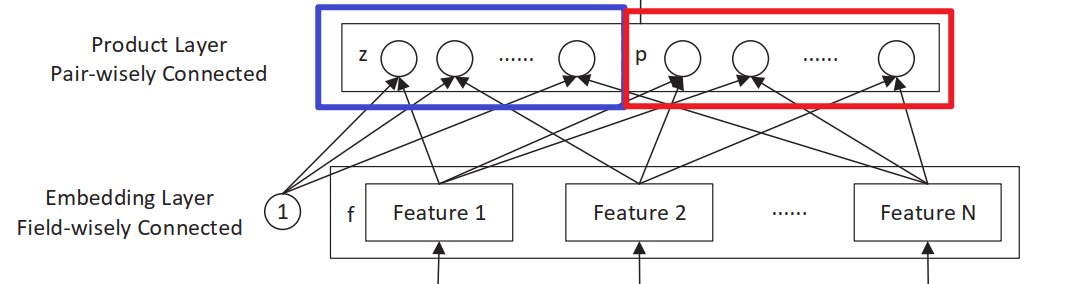 Product Layer
Pair-wisely Connected
z ...... p ......
Embedding Layer
Field-wisely Connected
1
f Feature 1 Feature 2 ...... Feature N